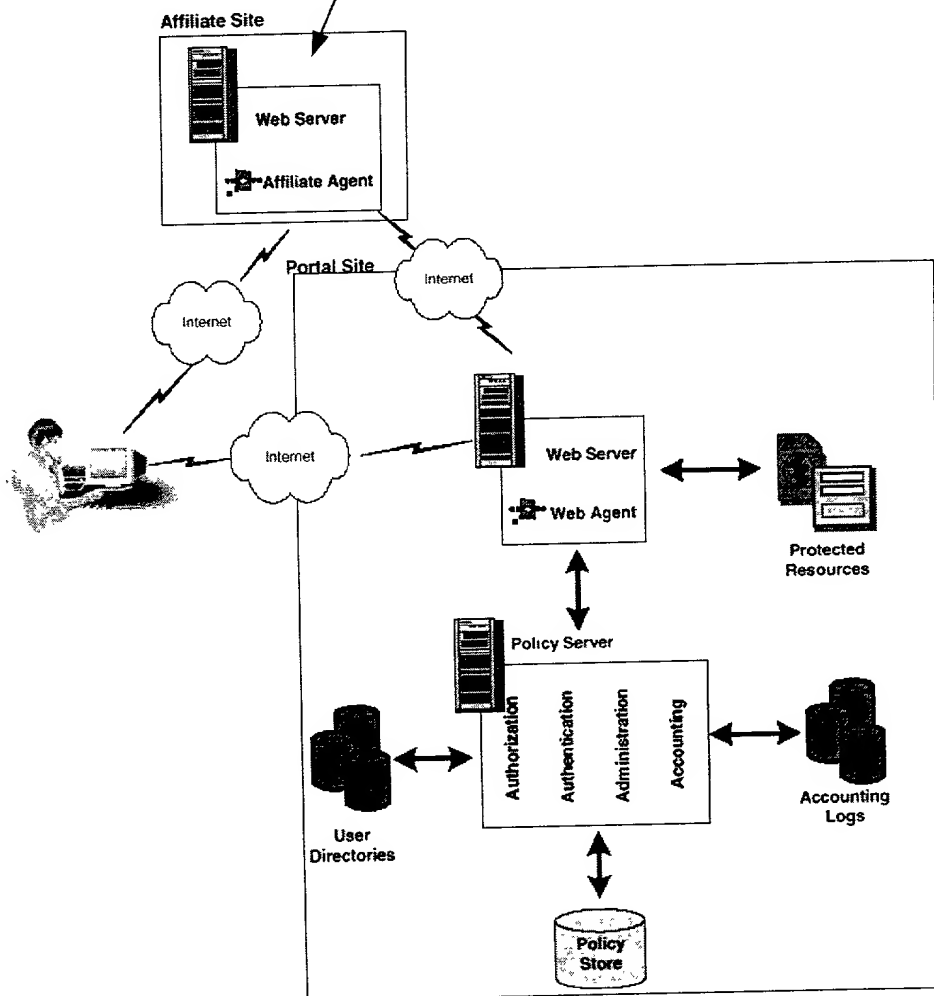 Affiliate Site
Web Server
Affiliate Agent
Portal Site
Internet
Internet
Internet
Web Server
Web Agent
Protected
Resources
Policy Server
Authorization
Authentication
Administration
Accounting
User
Directories
Accounting
Logs
Policy
Store